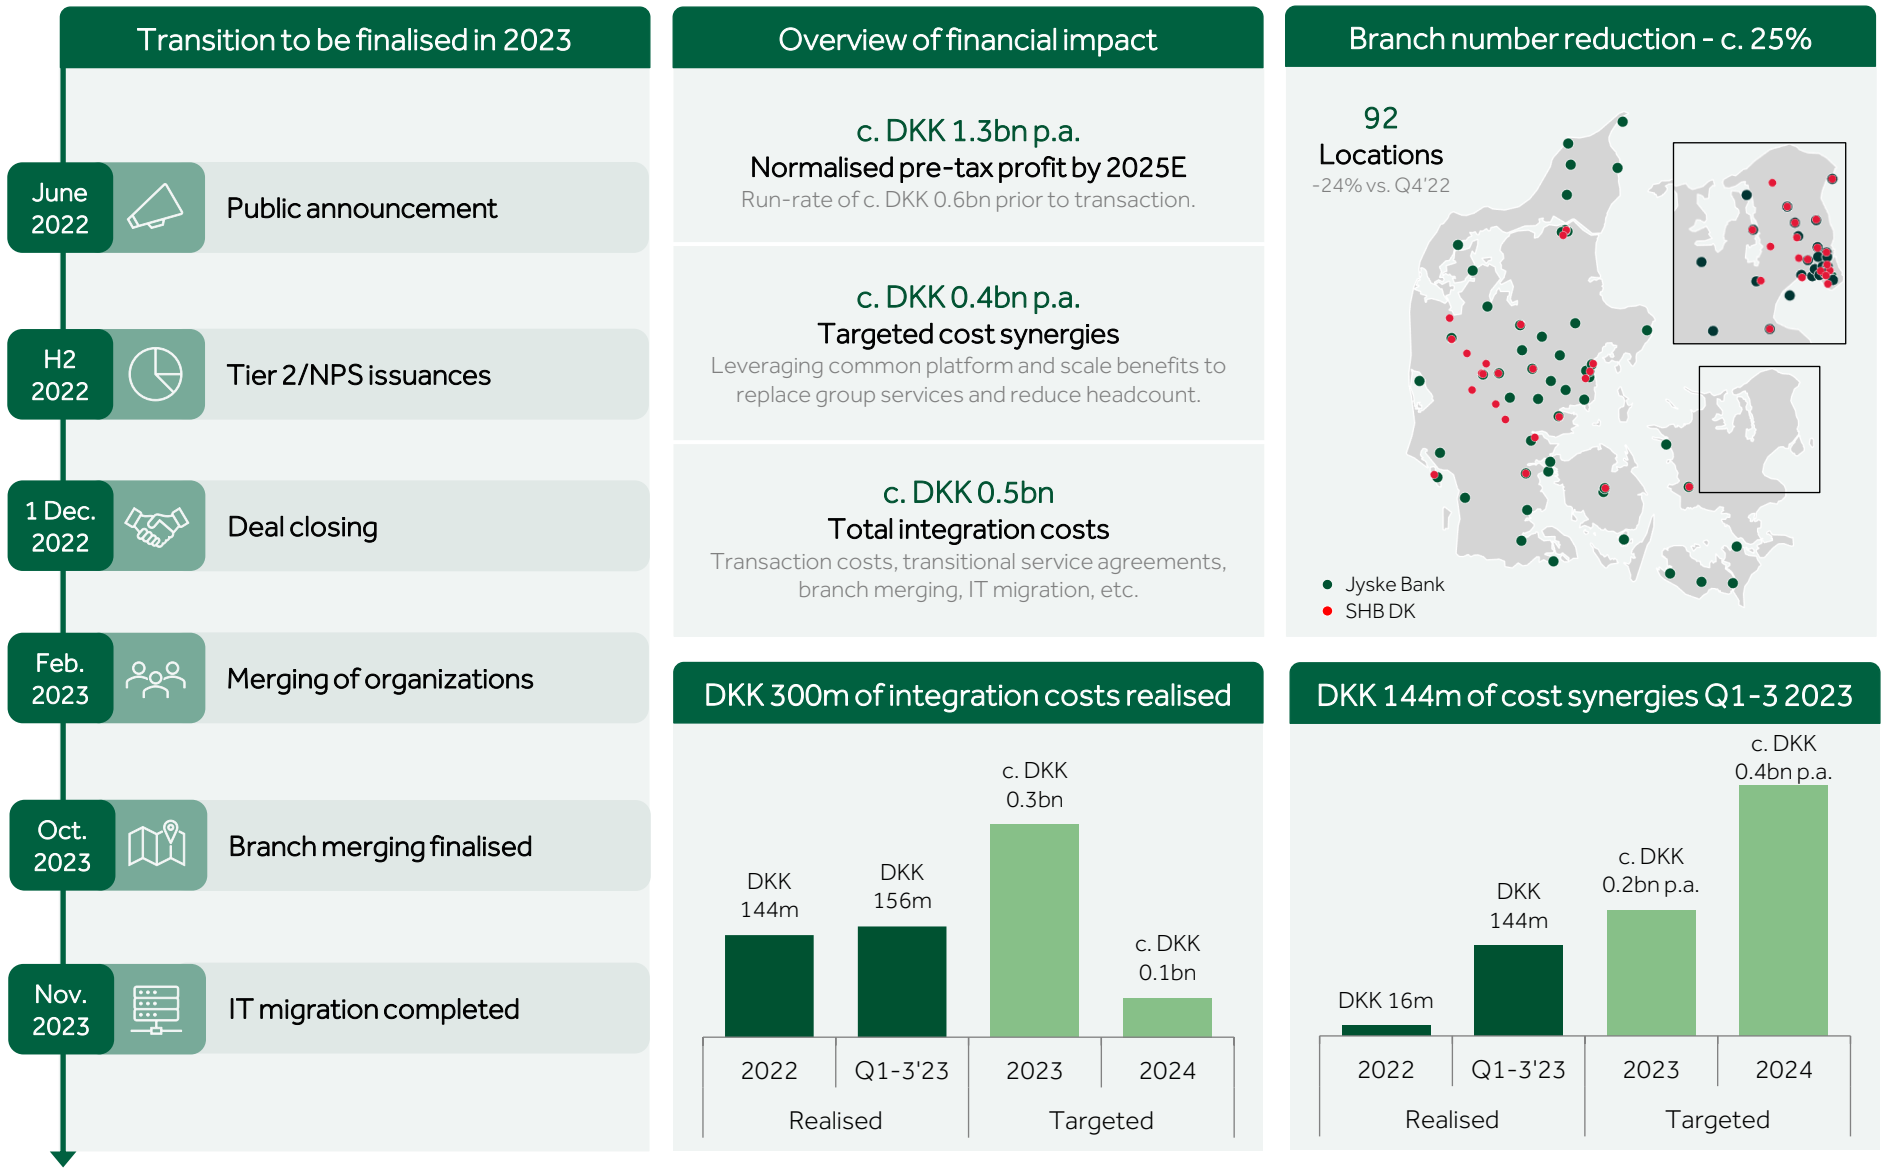 Transition to be finalised in 2023
June
2022
Public announcement
H2
2022
Tier 2/NPS issuances
1 Dec.
2022
Deal closing
Feb.
2023
Merging of organizations
Oct.
2023
Branch merging finalised
Nov.
2023
IT migration completed
Overview of financial impact
c. DKK 1.3bn p.a.
Normalised pre-tax profit by 2025E
Run-rate of c. DKK 0.6bn prior to transaction.
c. DKK 0.4bn p.a.
Targeted cost synergies
Leveraging common platform and scale benefits to
replace group services and reduce headcount.
c. DKK 0.5bn
Total integration costs
Transaction costs, transitional service agreements,
branch merging, IT migration, etc.
Branch number reduction - c. 25%
92
Locations
-24% vs. Q4'22
Jyske Bank
SHB DK
DKK 300m of integration costs realised
DKK
144m
DKK
156m
c. DKK
0.3bn
c. DKK
0.1bn
2022
Q1-3'23
2023
2024
Realised
Targeted
DKK 144m of cost synergies Q1-3 2023
DKK 16m
DKK
144m
c. DKK
0.2bn p.a.
c. DKK
0.4bn p.a.
2022
Q1-3'23
2023
2024
Realised
Targeted